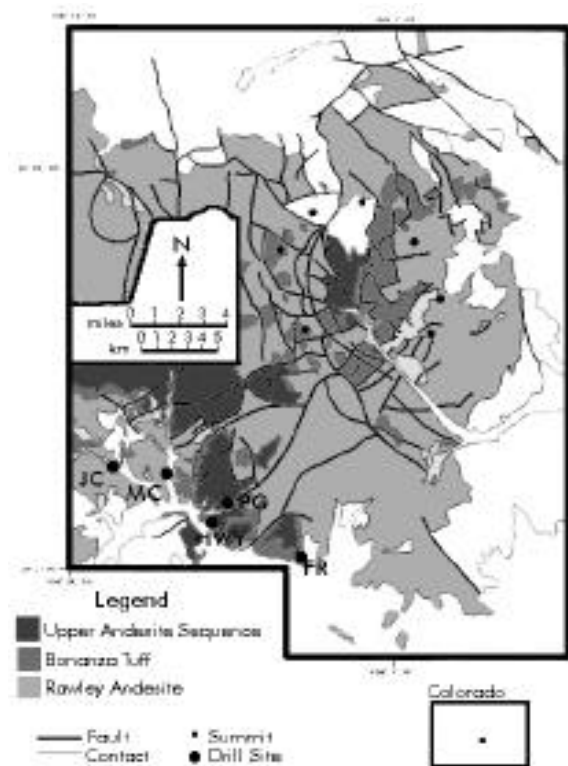 N
0 1 2 3 4
miles
km
0 1 2 3 4 5
JC
MC
PG
HWY
FR
Legend
Upper Andesite Sequence
Bonanza Tuff
Rawley Andesite
Colorado
Fault
Summit
Contact
Drill Site